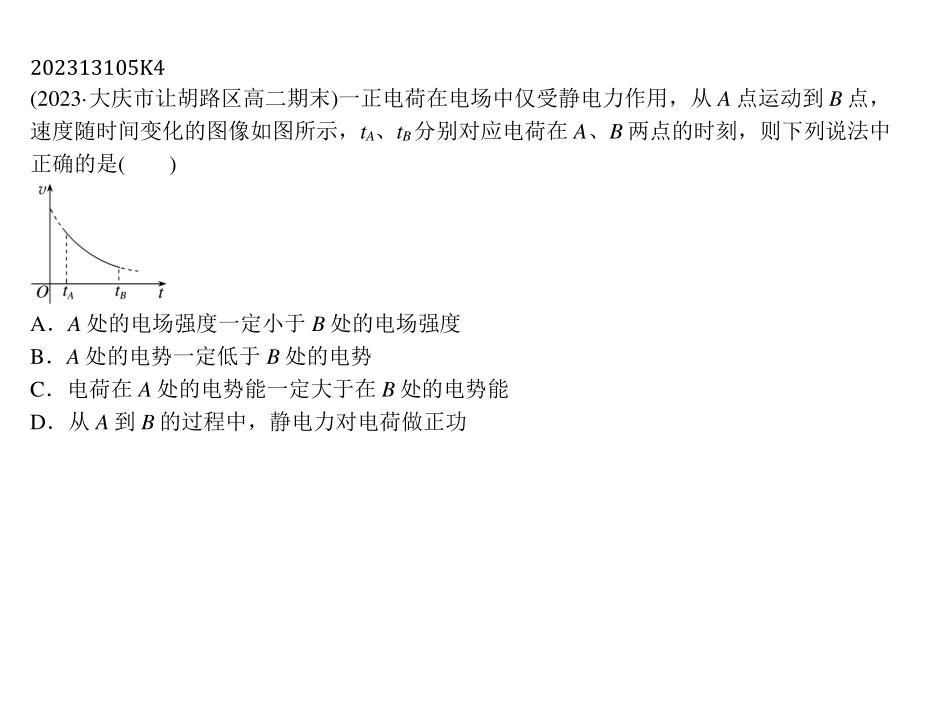 202313105K4
(2023·大庆市让胡路区高二期末)一正电荷在电场中仅受静电力作用，从 A 点运动到 B 点，
速度随时间变化的图像如图所示，tA、tB分别对应电荷在 A、B 两点的时刻，则下列说法中
正确的是(　　)
v
O tA tB t
A．A 处的电场强度一定小于 B 处的电场强度
B．A 处的电势一定低于 B 处的电势
C．电荷在 A 处的电势能一定大于在 B 处的电势能
D．从 A 到 B 的过程中，静电力对电荷做正功